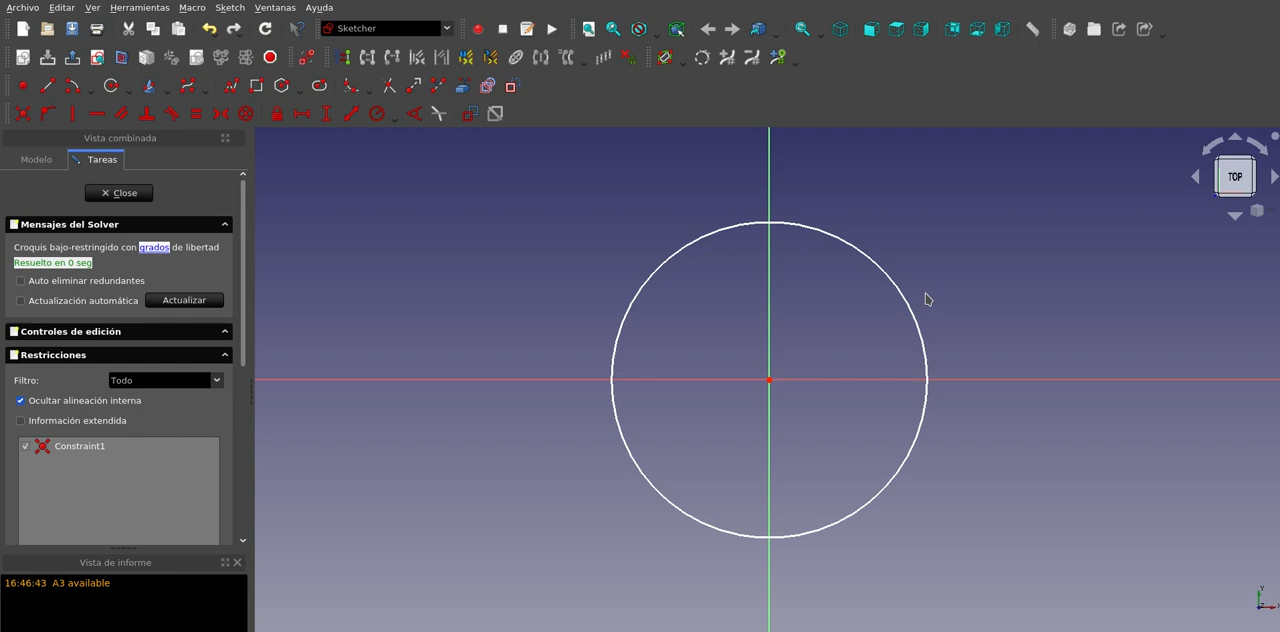 Archivo Editar Ver Herramientas Macro Sketch Ventanas Ayuda
Sketcher
Vista combinada
Modelo Tareas
Close
Mensajes del Solver
Croquis bajo-restringido con grados de libertad
Resuelto en 0 seg
Auto eliminar redundantes
Actualización automática Actualizar
Controles de edición
Restricciones
Filtro: Todo
Ocultar alineación interna
Información extendida
Constraint1
Vista de informe
16:46:43 A3 available
TOP
Y
Z X